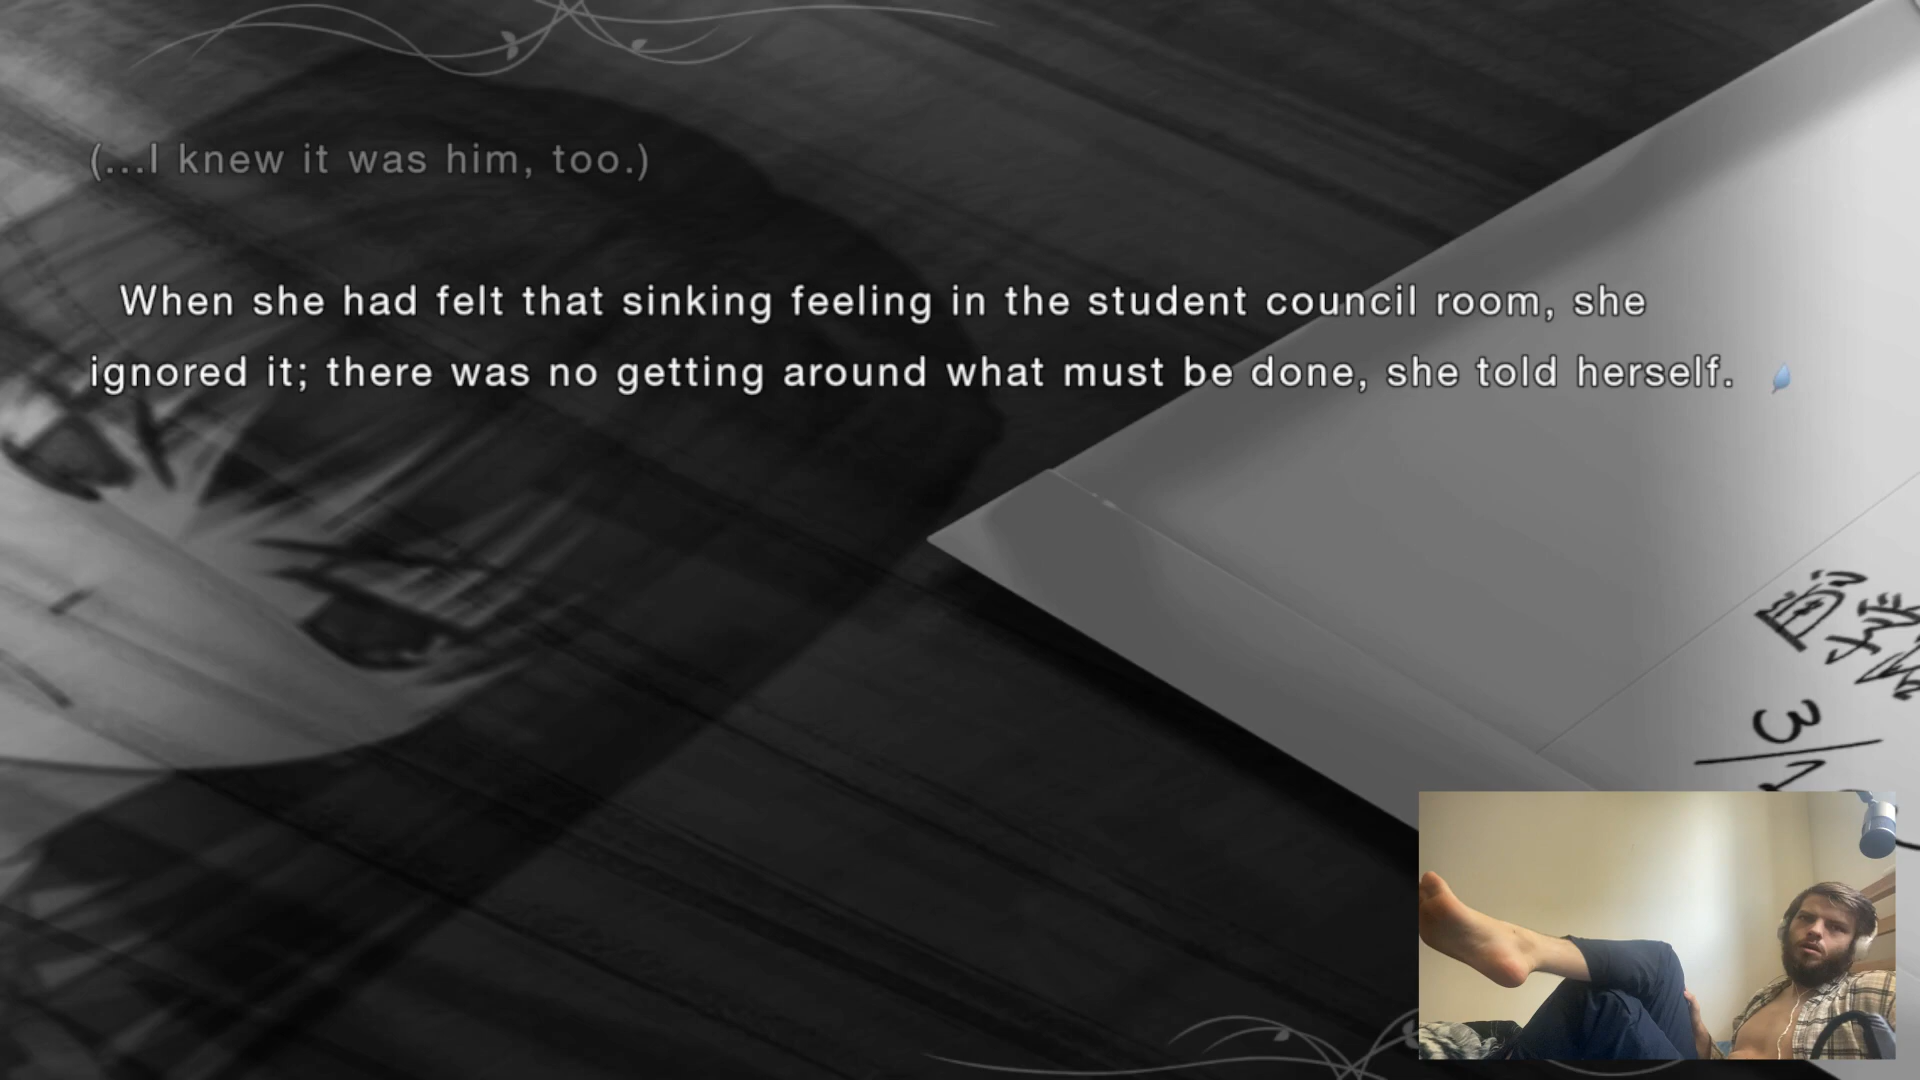 (...I knew it was him, too.)
When she had felt that sinking feeling in the student council room, she
ignored it; there was no getting around what must be done, she told herself.
3/